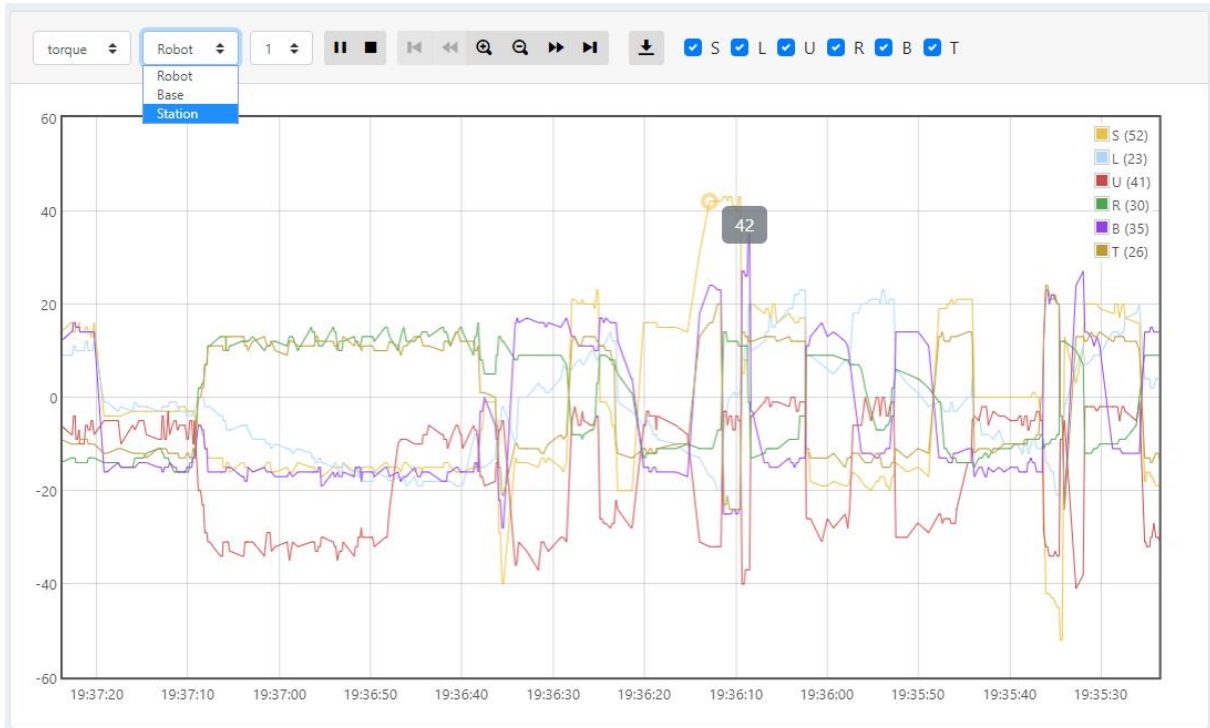 torque Robot 1 S L U R B T
Robot
Base
Station
60
S (52)
L (23)
U (41)
R (30)
B (35)
T (26)
40
42
20
0
-20
-40
-60
19:37:20 19:37:10 19:37:00 19:36:50 19:36:40 19:36:30 19:36:20 19:36:10 19:36:00 19:35:50 19:35:40 19:35:30